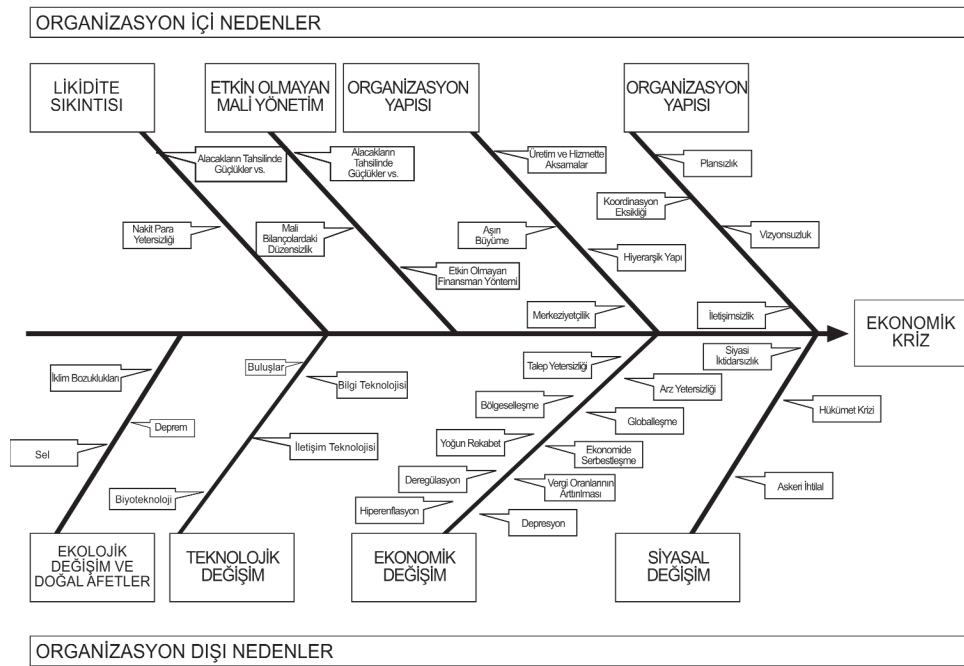 ORGANİZASYON İÇİ NEDENLER
LİKİDİTE
SIKINTISI
ETKİN OLMAYAN
MALİ YÖNETİM
ORGANİZASYON
YAPISI
ORGANİZASYON
YAPISI
Alacakların Tahsilinde
Güçlükler vs.
Nakit Para
Yetersizliği
Alacakların
Tahsilinde
Güçlükler vs.
Mali
Bilançolardaki
Düzensizlik
Etkin Olmayan
Finansman Yöntemi
Üretim ve Hizmette
Aksamalar
Aşırı
Büyüme
Hiyerarşik Yapı
Merkeziyetçilik
Plansızlık
Koordinasyon
Eksikliği
Vizyonsuzluk
İletişimsizlik
EKONOMİK
KRİZ
İklim Bozuklukları
Deprem
Sel
Buluşlar
Bilgi Teknolojisi
İletişim Teknolojisi
Biyoteknoloji
Talep Yetersizliği
Arz Yetersizliği
Bölgeselleşme
Globalleşme
Yoğun Rekabet
Ekonomide
Serbestleşme
Deregülasyon
Vergi Oranlarının
Arttırılması
Hiperenflasyon
Depresyon
Siyasi
İktidarsızlık
Hükümet Krizi
Askeri İhtilal
EKOLOJİK
DEĞİŞİM VE
DOĞAL AFETLER
TEKNOLOJİK
DEĞİŞİM
EKONOMİK
DEĞİŞİM
SİYASAL
DEĞİŞİM
ORGANİZASYON DIŞI NEDENLER